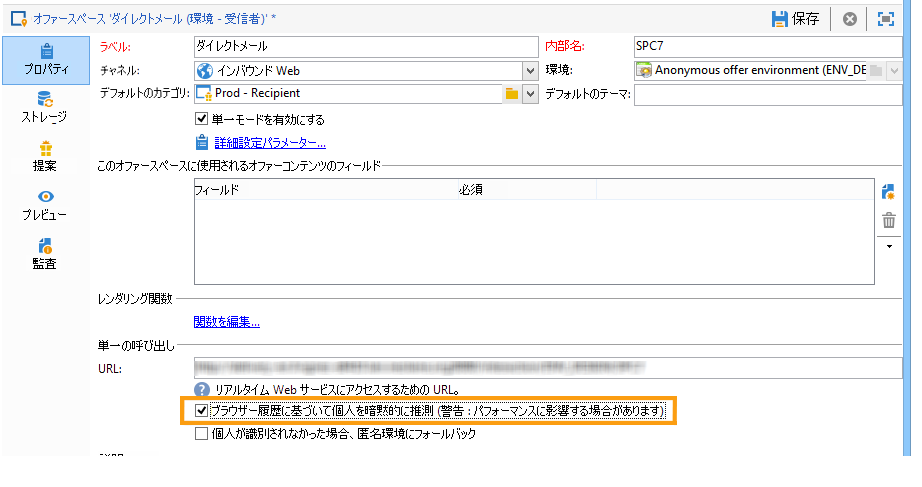 オファースペース 'ダイレクトメール (環境 - 受信者)' *
保存
プロパティ
ストレージ
提案
プレビュー
監査
ラベル: ダイレクトメール 内部名: SPC7
チャネル: インバウンド Web 環境: Anonymous offer environment (ENV_DE
デフォルトのカテゴリ: Prod - Recipient デフォルトのテーマ:
単一モードを有効にする
詳細設定パラメーター...
このオファースペースに使用されるオファーコンテンツのフィールド
フィールド 必須
レンダリング関数
関数を編集...
単一の呼び出し
URL:
リアルタイム Web サービスにアクセスするための URL。
ブラウザー履歴に基づいて個人を暗黙的に推測 (警告 : パフォーマンスに影響する場合があります)
個人が識別されなかった場合、匿名環境にフォールバック